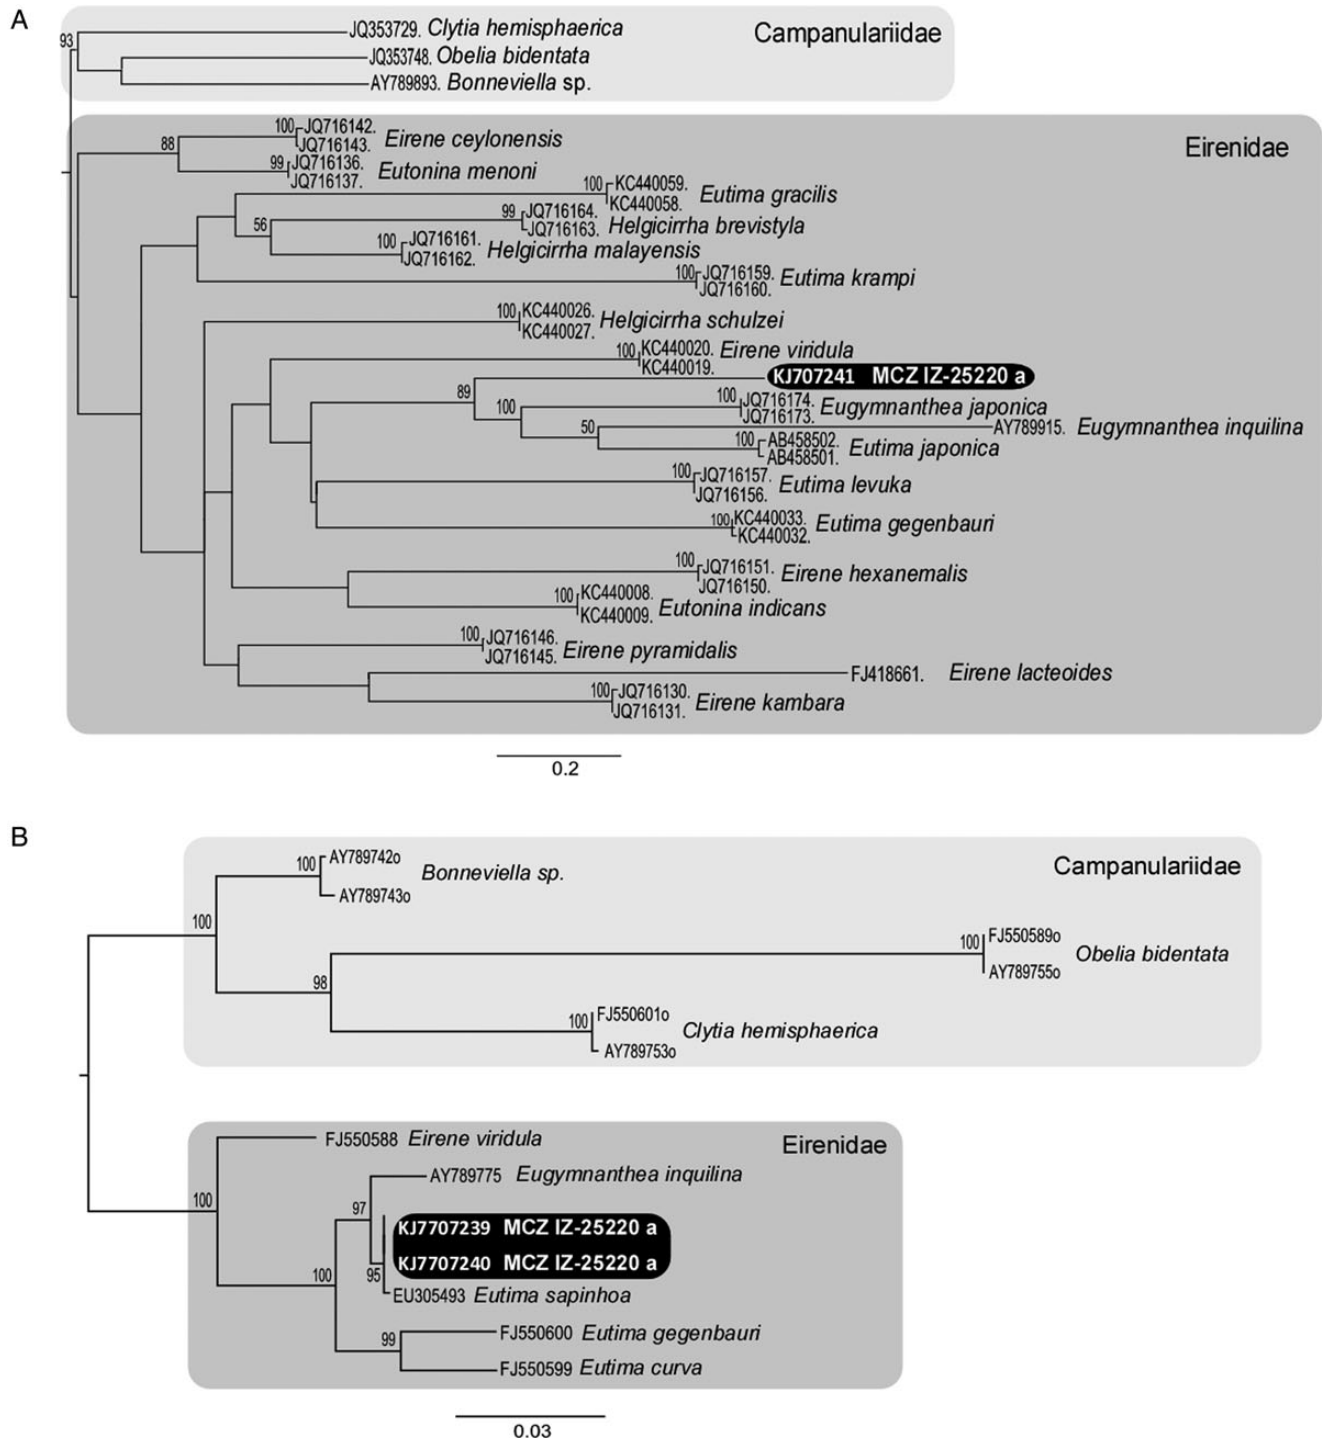 A
93
JQ353729. Clytia hemisphaerica
Campanulariidae
JQ353748. Obelia bidentata
AY789893. Bonneviella sp.
Eirenidae
88
100 JQ716142.
JQ716143. Eirene ceylonensis
99 JQ716136.
JQ716137. Eutonina menoni
100 KC440059.
KC440058. Eutima gracilis
56
99 JQ716164.
JQ716163. Helgicirrha brevistyla
100 JQ716161.
JQ716162. Helgicirrha malayensis
100 JQ716159.
JQ716160. Eutima krampi
100 KC440026.
KC440027. Helgicirrha schulzei
100 KC440020. Eirene viridula
KC440019.
KJ707241 MCZ IZ-25220 a
89
100 JQ716174.
JQ716173. Eugymnanthea japonica
100
AY789915. Eugymnanthea inquilina
50
100 AB458502.
AB458501. Eutima japonica
100 JQ716157.
JQ716156. Eutima levuka
100 KC440033.
KC440032. Eutima gegenbauri
100 JQ716151.
JQ716150. Eirene hexanemalis
100 KC440008.
KC440009. Eutonina indicans
100 JQ716146.
JQ716145. Eirene pyramidalis
FJ418661. Eirene lacteoides
100 JQ716130.
JQ716131. Eirene kambara
0.2
B
Campanulariidae
100 AY789742o
AY789743o
Bonneviella sp.
100
100 FJ550589o
AY789755o
Obelia bidentata
98
100 FJ550601o
AY789753o
Clytia hemisphaerica
Eirenidae
FJ550588 Eirene viridula
AY789775 Eugymnanthea inquilina
100
97
KJ7707239 MCZ IZ-25220 a
KJ7707240 MCZ IZ-25220 a
100
95
EU305493 Eutima sapinhoa
99
FJ550600 Eutima gegenbauri
FJ550599 Eutima curva
0.03